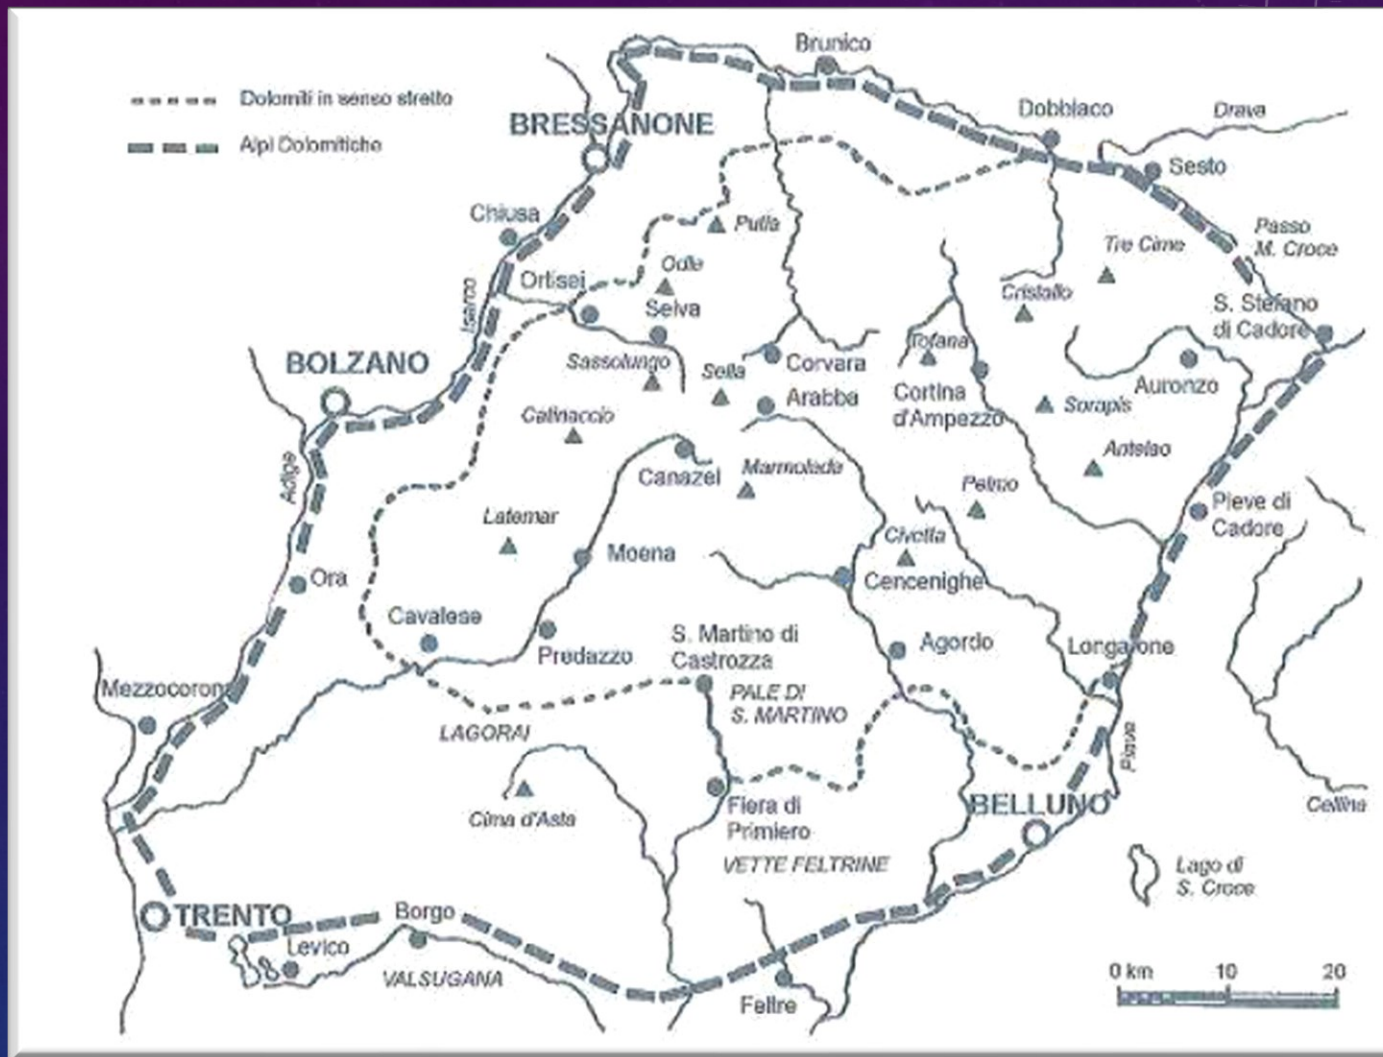 Brunico
Dolomiti in senso stretto
Alpi Dolomitiche
BRESSANONE
Dobbiaco
Drava
Sesto
Chiusa
Putia
Passo
M. Croce
Tre Cime
Odle
Ortisei
Isarco
Selva
Cristallo
S. Stefano
di Cadore
BOLZANO
Sassolungo
Sella
Corvara
Tofana
Auronzo
Arabba
Cortina
d'Ampezzo
Sorapis
Catinaccio
Antelao
Adige
Canazei
Marmolada
Pelmo
Pieve di
Cadore
Latemar
Civetta
Moena
Cencenighe
Ora
Cavalese
Predazzo
S. Martino di
Castrozza
Agordo
Longarone
Mezzocorona
PALE DI
S. MARTINO
LAGORAI
Piave
Cima d'Asta
Fiera di
Primiero
BELLUNO
Cellina
VETTE FELTRINE
Lago di
S. Croce
TRENTO
Borgo
Levico
VALSUGANA
Feltre
0 km 10 20